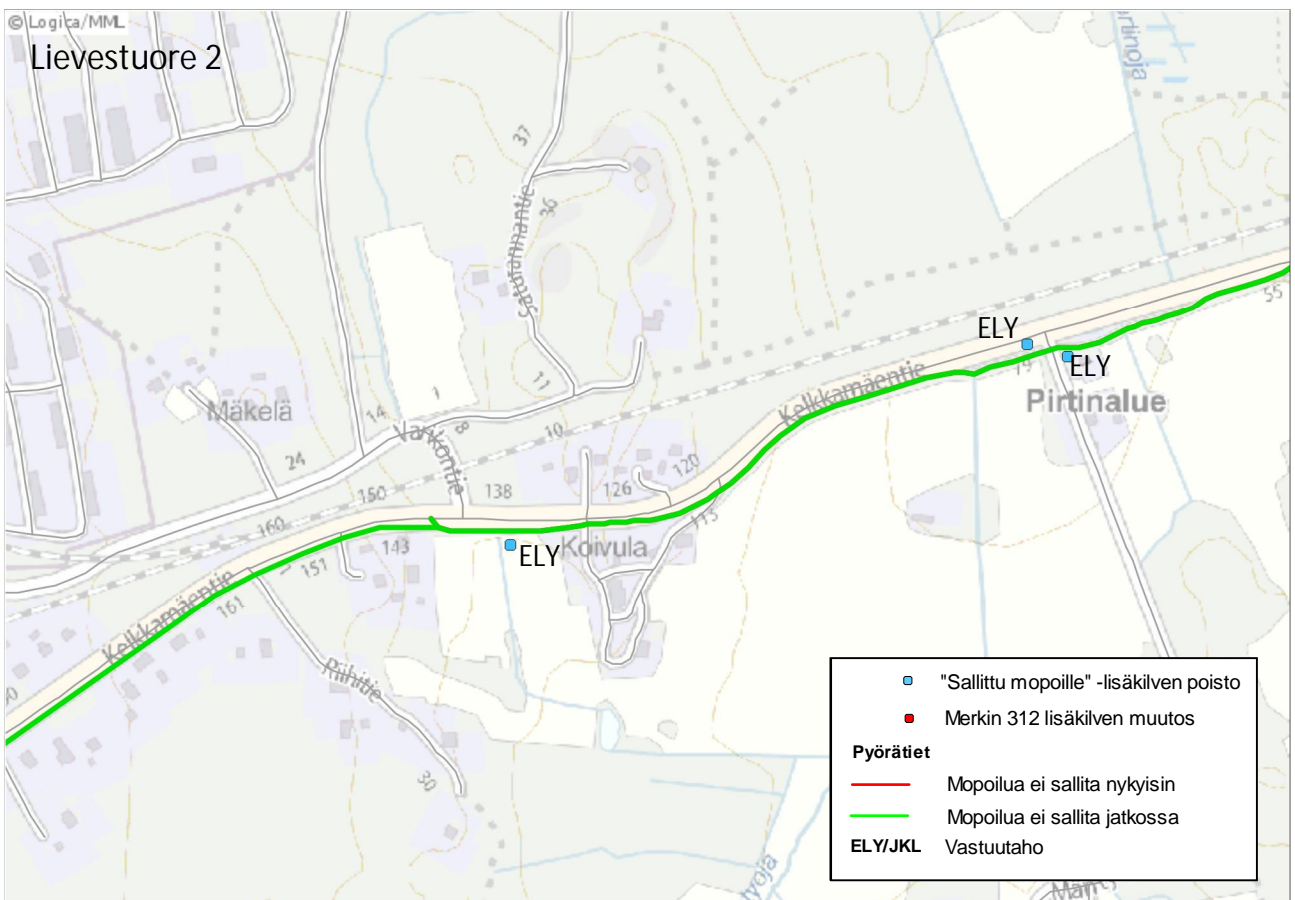 © Logica/MML
Lievestuore 2
37
36
Satamannantie
11
Mäkelä
14
1
8
Varikontie
24
10
150
160
138
126
120
113
Kelkkamäentie
ELY
ELY
79
55
Pirtinalue
ELY
Koivula
143
151
161
Kelkkamäentie
Riihitie
30
"Sallittu mopoille" -lisäkilven poisto
Merkin 312 lisäkilven muutos
Pyörätiet
Mopoilua ei sallita nykyisin
Mopoilua ei sallita jatkossa
ELY/JKL Vastuutaho